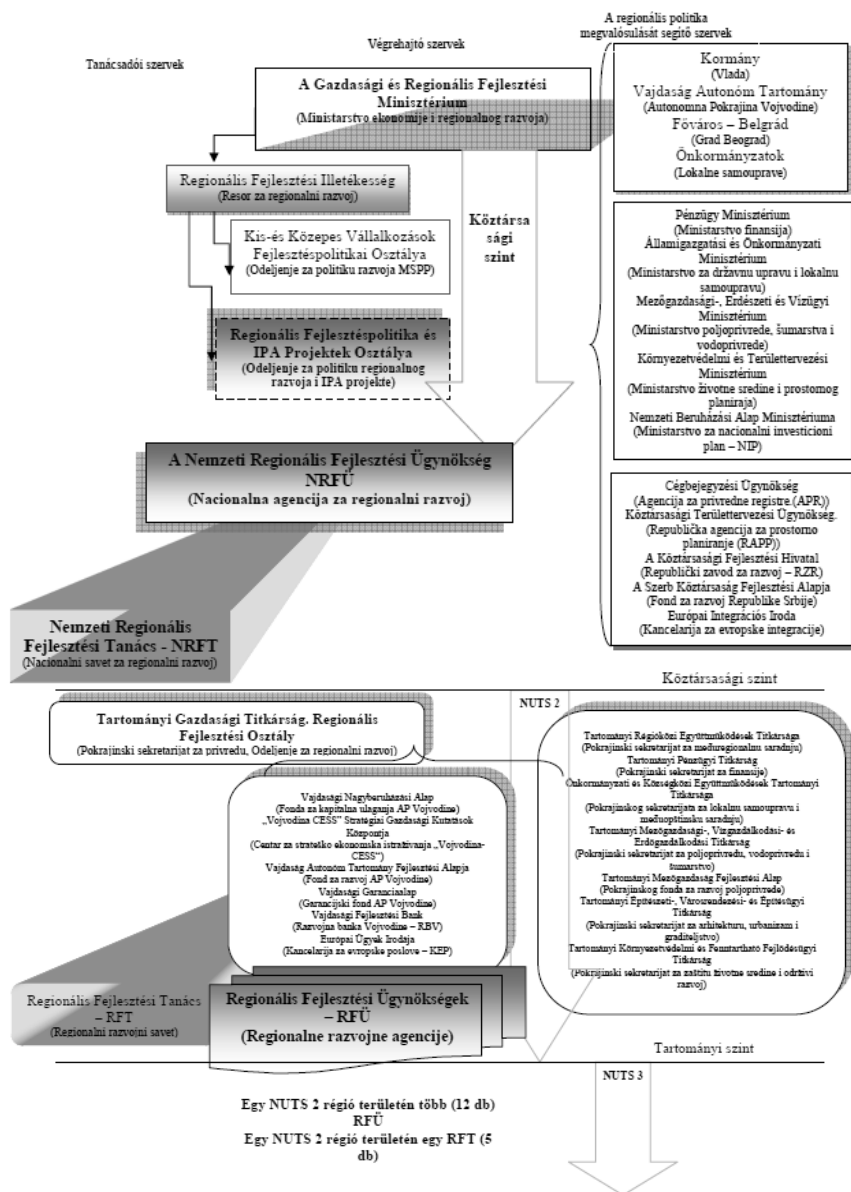 A regionális politika
megvalósulását segítő szervek
Végrehajtó szervek
Tanácsadói szervek
A Gazdasági és Regionális Fejlesztési
Minisztérium
(Ministarstvo ekonomije i regionalnog razvoja)
Kormány
(Vlada)
Vajdaság Autonóm Tartomány
(Autonomna Pokrajina Vojvodine)
Főváros – Belgrád
(Grad Beograd)
Önkormányzatok
(Lokalne samouprave)
Regionális Fejlesztési Illetékesség
(Resor za regionalni razvoj)
Köztársa
sági
szint
Kis-és Közepes Vállalkozások
Fejlesztéspolitikai Osztálya
(Odeljenje za politiku razvoja MSPP)
Regionális Fejlesztéspolitika és
IPA Projektek Osztálya
(Odeljenje za politiku regionalnog
razvoja i IPA projekte)
Pénzügy Minisztérium
(Ministarstvo finansija)
Államigazgatási és Önkormányzati
Minisztérium
(Ministarstvo za državnu upravu i lokalnu
samoupravu)
Mezőgazdasági-, Erdészeti és Vízügyi
Minisztérium
(Ministarstvo poljoprivrede, šumarstva i
vodoprivrede)
Környezetvédelmi és Területtervezési
Minisztérium
(Ministarstvo životne sredine i prostornog
planiraja)
Nemzeti Beruházási Alap Minisztériuma
(Ministarstvo za nacionalni investicioni
plan – NIP)
A Nemzeti Regionális Fejlesztési Ügynökség
NRFÜ
(Nacionalna agencija za regionalni razvoj)
Cégbejegyzési Ügynökség
(Agencija za privredne registre.(APR))
Köztársasági Területtervezési Ügynökség.
(Republička agencija za prostorno
planiranje (RAPP))
A Köztársasági Fejlesztési Hivatal
(Republički zavod za razvoj – RZR)
A Szerb Köztársaság Fejlesztési Alapja
(Fond za razvoj Republike Srbije)
Európai Integrációs Iroda
(Kancelarija za evropske integracije)
Nemzeti Regionális
Fejlesztési Tanács - NRFT
(Nacionalni savet za regionalni razvoj)
Köztársasági szint
NUTS 2
Tartományi Gazdasági Titkárság. Regionális
Fejlesztési Osztály
(Pokrajinski sekretarijat za privredu, Odeljenje za regionalni razvoj)
Vajdasági Nagyberuházási Alap
(Fonda za kapitalna ulaganja AP Vojvodine)
„Vojvodina CESS” Stratégiai Gazdasági Kutatások
Központja
(Centar za strateško ekonomska istraživanja „Vojvodina-
CESS“)
Vajdaság Autonóm Tartomány Fejlesztési Alapja
(Fond za razvoj AP Vojvodine)
Vajdasági Garanciaalap
(Garancijski fond AP Vojvodine)
Vajdasági Fejlesztési Bank
(Razvojna banka Vojvodine – RBV)
Európai Ügyek Irodája
(Kancelarija za evropske poslove – KEP)
Tartományi Régióközi Együttműködések Titkársága
(Pokrajinski sekretarijat za međuregionalnu saradnju)
Tartományi Pénzügyi Titkárság
(Pokrajinski sekretarijat za finansije)
Önkormányzati és Községközi Együttműködések Tartományi
Titkársága
(Pokrajinskog sekretarijata za lokalnu samoupravu i
međuopštinsku saradnju)
Tartományi Mezőgazdasági-, Vízgazdálkodási- és
Erdőgazdálkodási Titkárság
(Pokrajinski sekretarijat za poljoprivredu, vodoprivredu i
šumarstvo)
Tartományi Mezőgazdaság Fejlesztési Alap
(Pokrajinskog fonda za razvoj poljoprivrede)
Tartományi Építészeti-, Városrendezési- és Építésügyi
Titkárság
(Pokrajinski sekretarijat za arhitekturu, urbanizam i
graditeljstvo)
Tartományi Környezetvédelmi és Fenntartható Fejlődésügyi
Titkárság
(Pokrajinski sekretarijat za zaštitu životne sredine i održivi
razvoj)
Regionális Fejlesztési Tanács
– RFT
(Regionalni razvojni savet)
Regionális Fejlesztési Ügynökségek
– RFÜ
(Regionalne razvojne agencije)
Tartományi szint
NUTS 3
Egy NUTS 2 régió területén több (12 db)
RFÜ
Egy NUTS 2 régió területén egy RFT (5
db)